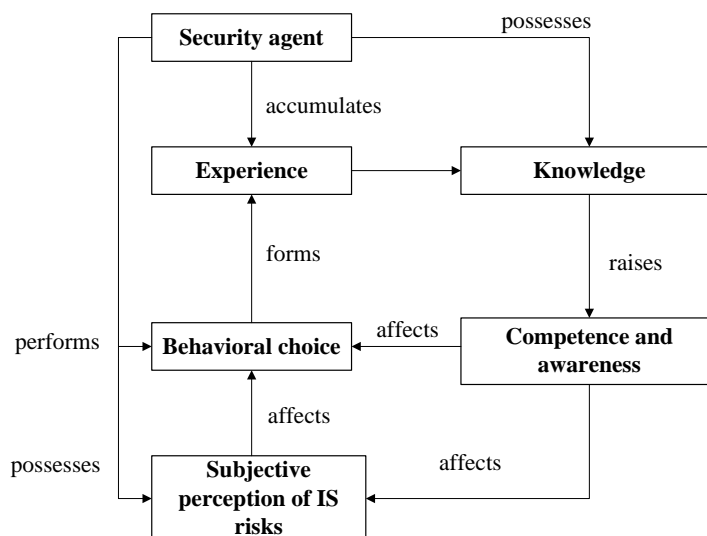 possesses
Security agent
accumulates
Experience
Knowledge
forms
raises
performs
Behavioral choice
affects
Competence and
awareness
affects
possesses
Subjective
perception of IS
risks
affects